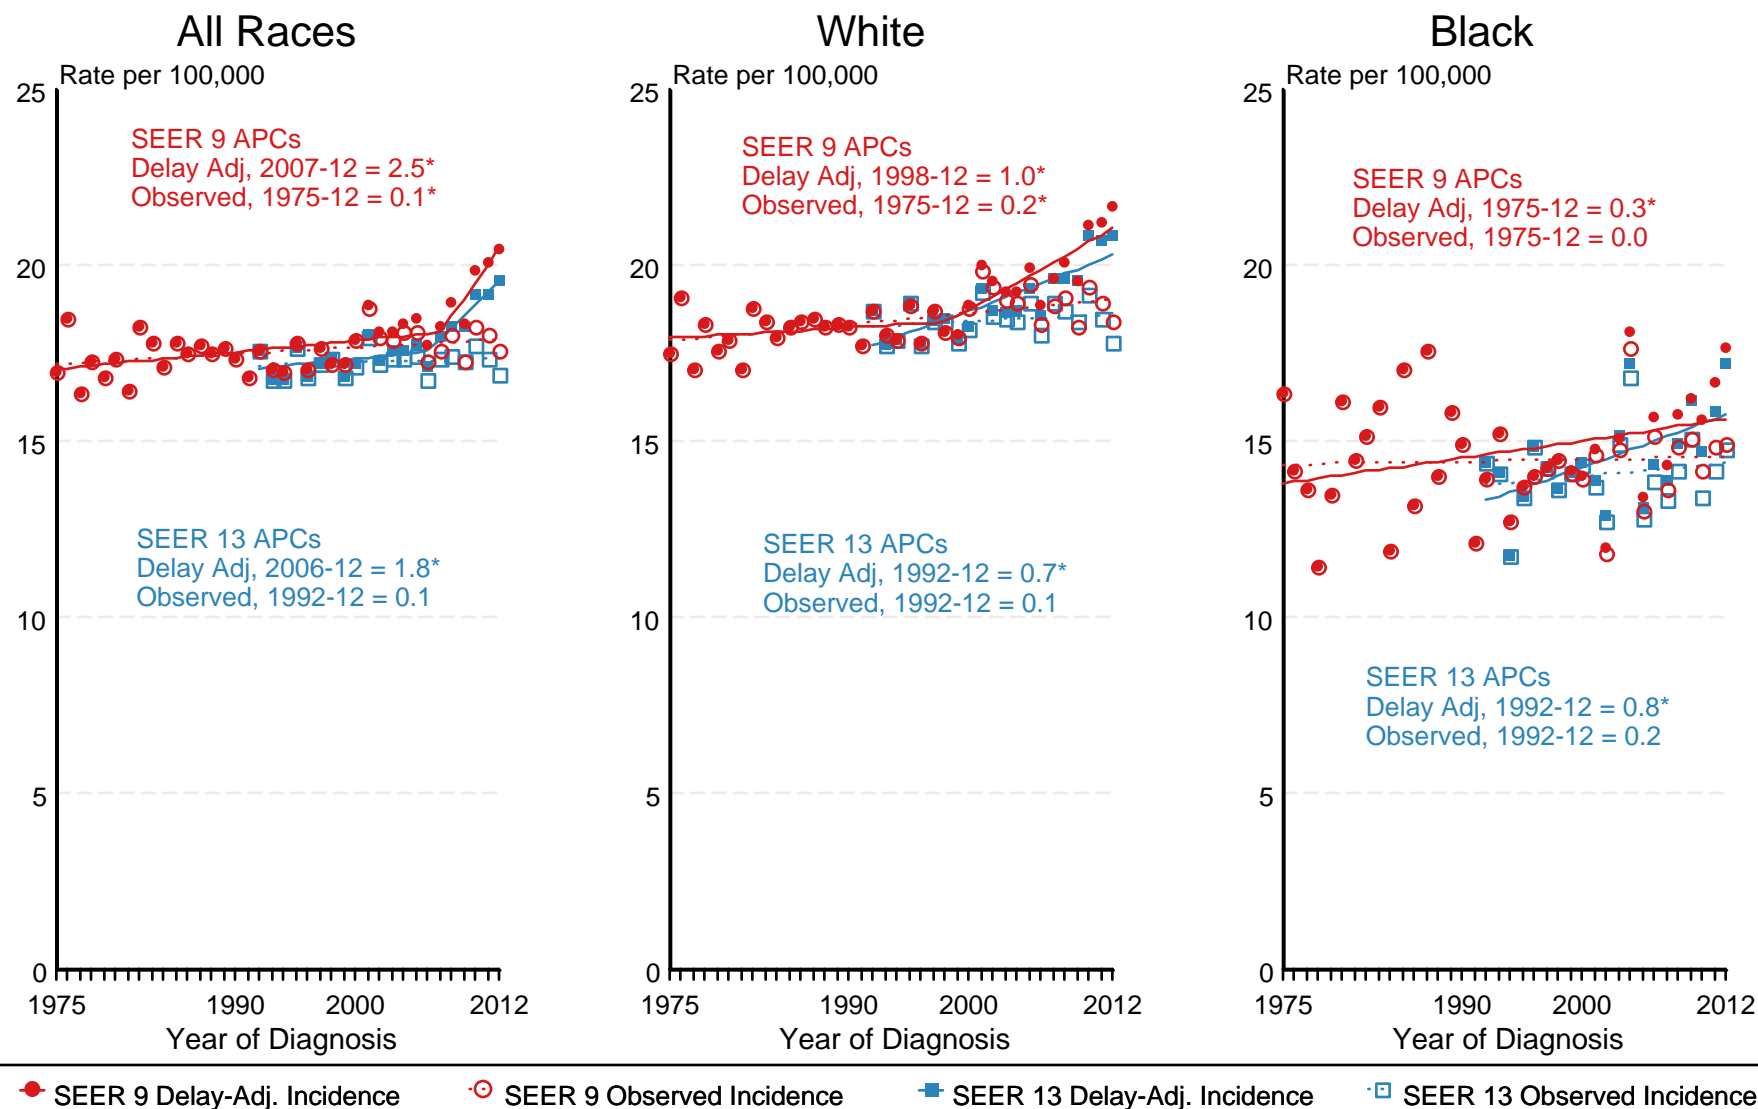 All Races
Rate per 100,000
25
20
15
10
5
0
SEER 9 APCs
Delay Adj, 2007-12 = 2.5*
Observed, 1975-12 = 0.1*
SEER 13 APCs
Delay Adj, 2006-12 = 1.8*
Observed, 1992-12 = 0.1
1975 1990 2000 2012
Year of Diagnosis
White
Rate per 100,000
25
20
15
10
5
0
SEER 9 APCs
Delay Adj, 1998-12 = 1.0*
Observed, 1975-12 = 0.2*
SEER 13 APCs
Delay Adj, 1992-12 = 0.7*
Observed, 1992-12 = 0.1
1975 1990 2000 2012
Year of Diagnosis
Black
Rate per 100,000
25
20
15
10
5
0
SEER 9 APCs
Delay Adj, 1975-12 = 0.3*
Observed, 1975-12 = 0.0
SEER 13 APCs
Delay Adj, 1992-12 = 0.8*
Observed, 1992-12 = 0.2
1975 1990 2000 2012
Year of Diagnosis
SEER 9 Delay-Adj. Incidence SEER 9 Observed Incidence SEER 13 Delay-Adj. Incidence SEER 13 Observed Incidence